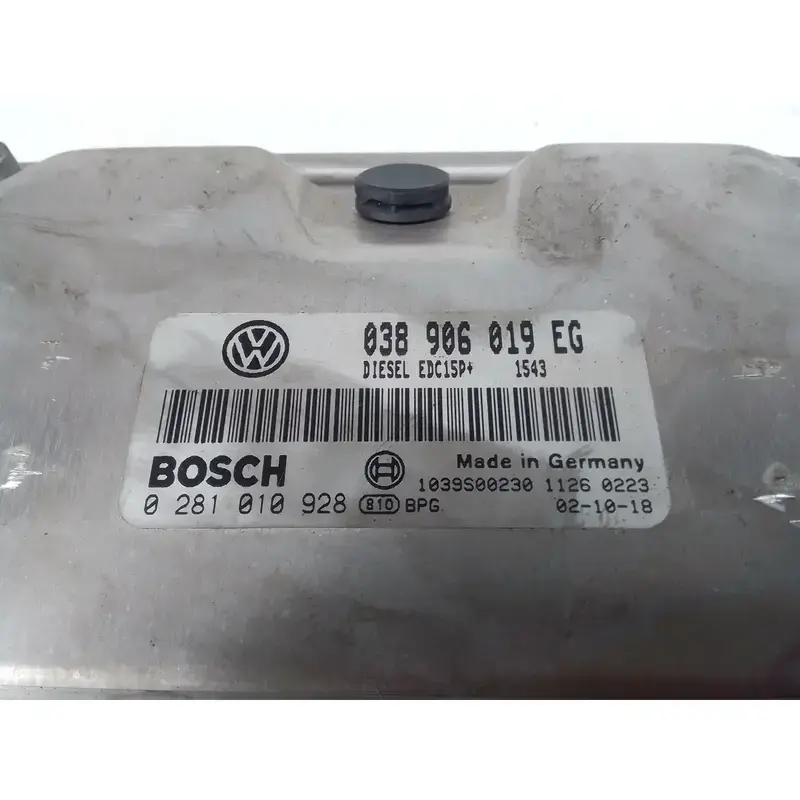 038 906 019 EG
DIESEL EDC15P+ 1543
BOSCH
Made in Germany
1039S00230 1126 0223
0 281 010 928 810 BPG 02-10-18